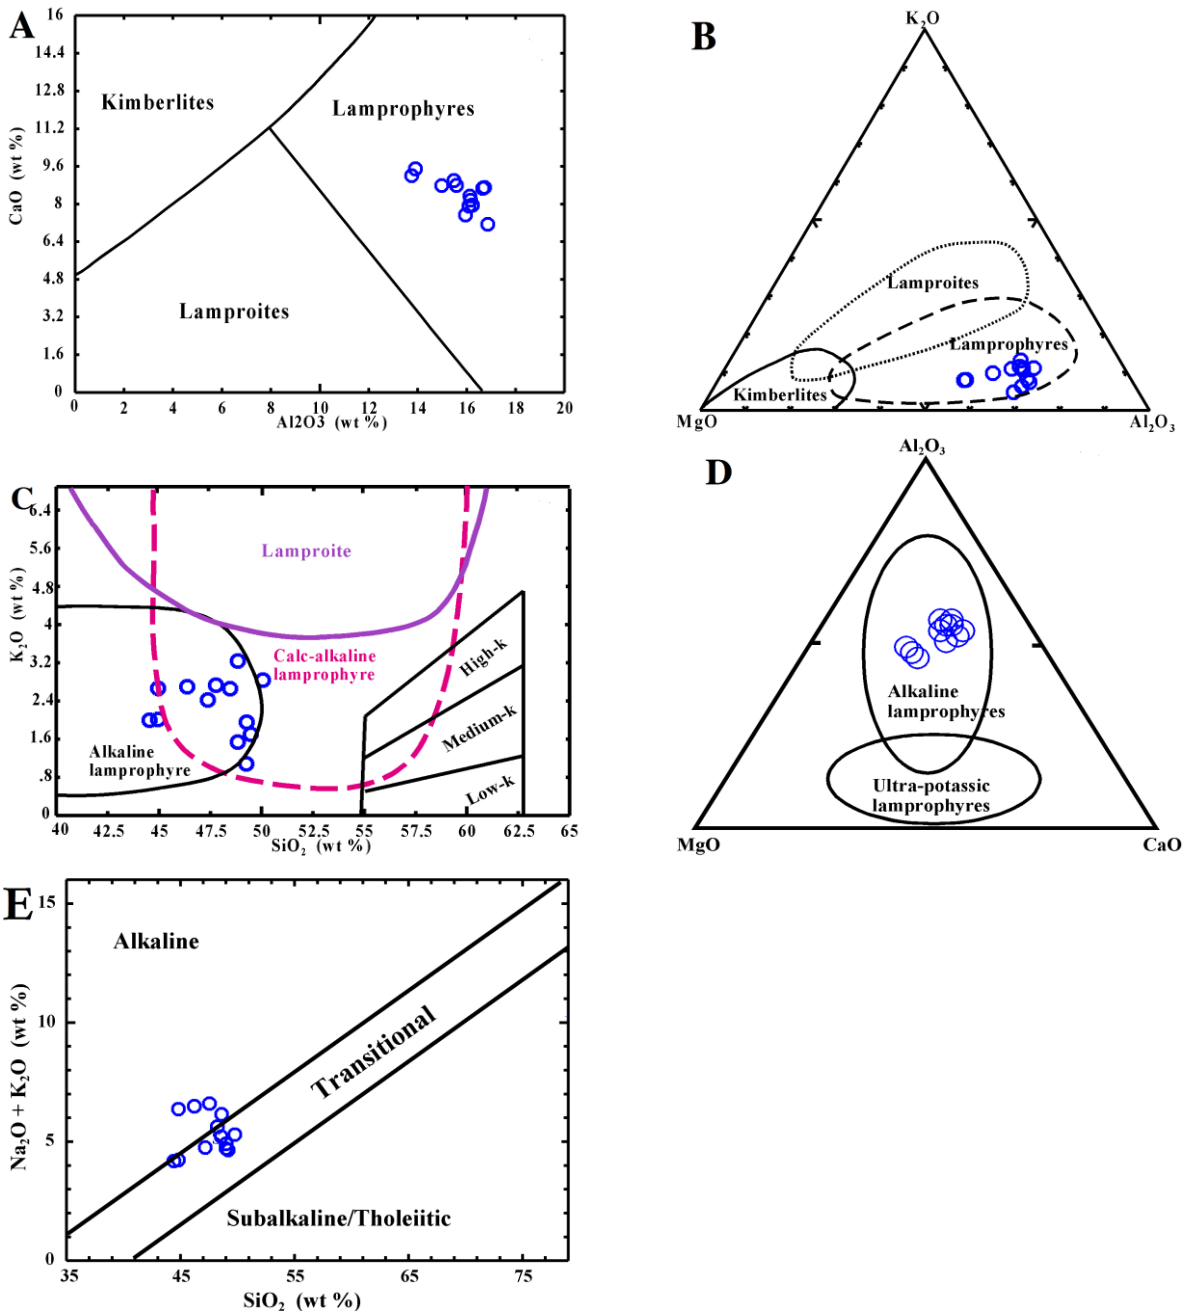 A
16
14.4
12.8
11.2
9.6
8
6.4
4.8
3.2
1.6
0
CaO (wt %)
Kimberlites
Lamprophyres
Lamproites
0 2 4 6 8 10 12 14 16 18 20
Al2O3 (wt %)
B
K₂O
Lamproites
Lamprophyres
Kimberlites
MgO
Al₂O₃
C
6.4
5.6
4.8
4
3.2
2.4
1.6
.8
0
K₂O (wt %)
Lamproite
Calc-alkaline
lamprophyre
High-k
Medium-k
Low-k
Alkaline
lamprophyre
40 42.5 45 47.5 50 52.5 55 57.5 60 62.5 65
SiO₂ (wt %)
D
Al₂O₃
Alkaline
lamprophyres
Ultra-potassic
lamprophyres
MgO
CaO
E
15
10
5
0
Na₂O + K₂O (wt %)
Alkaline
Transitional
Subalkaline/Tholeiitic
35 45 55 65 75
SiO₂ (wt %)